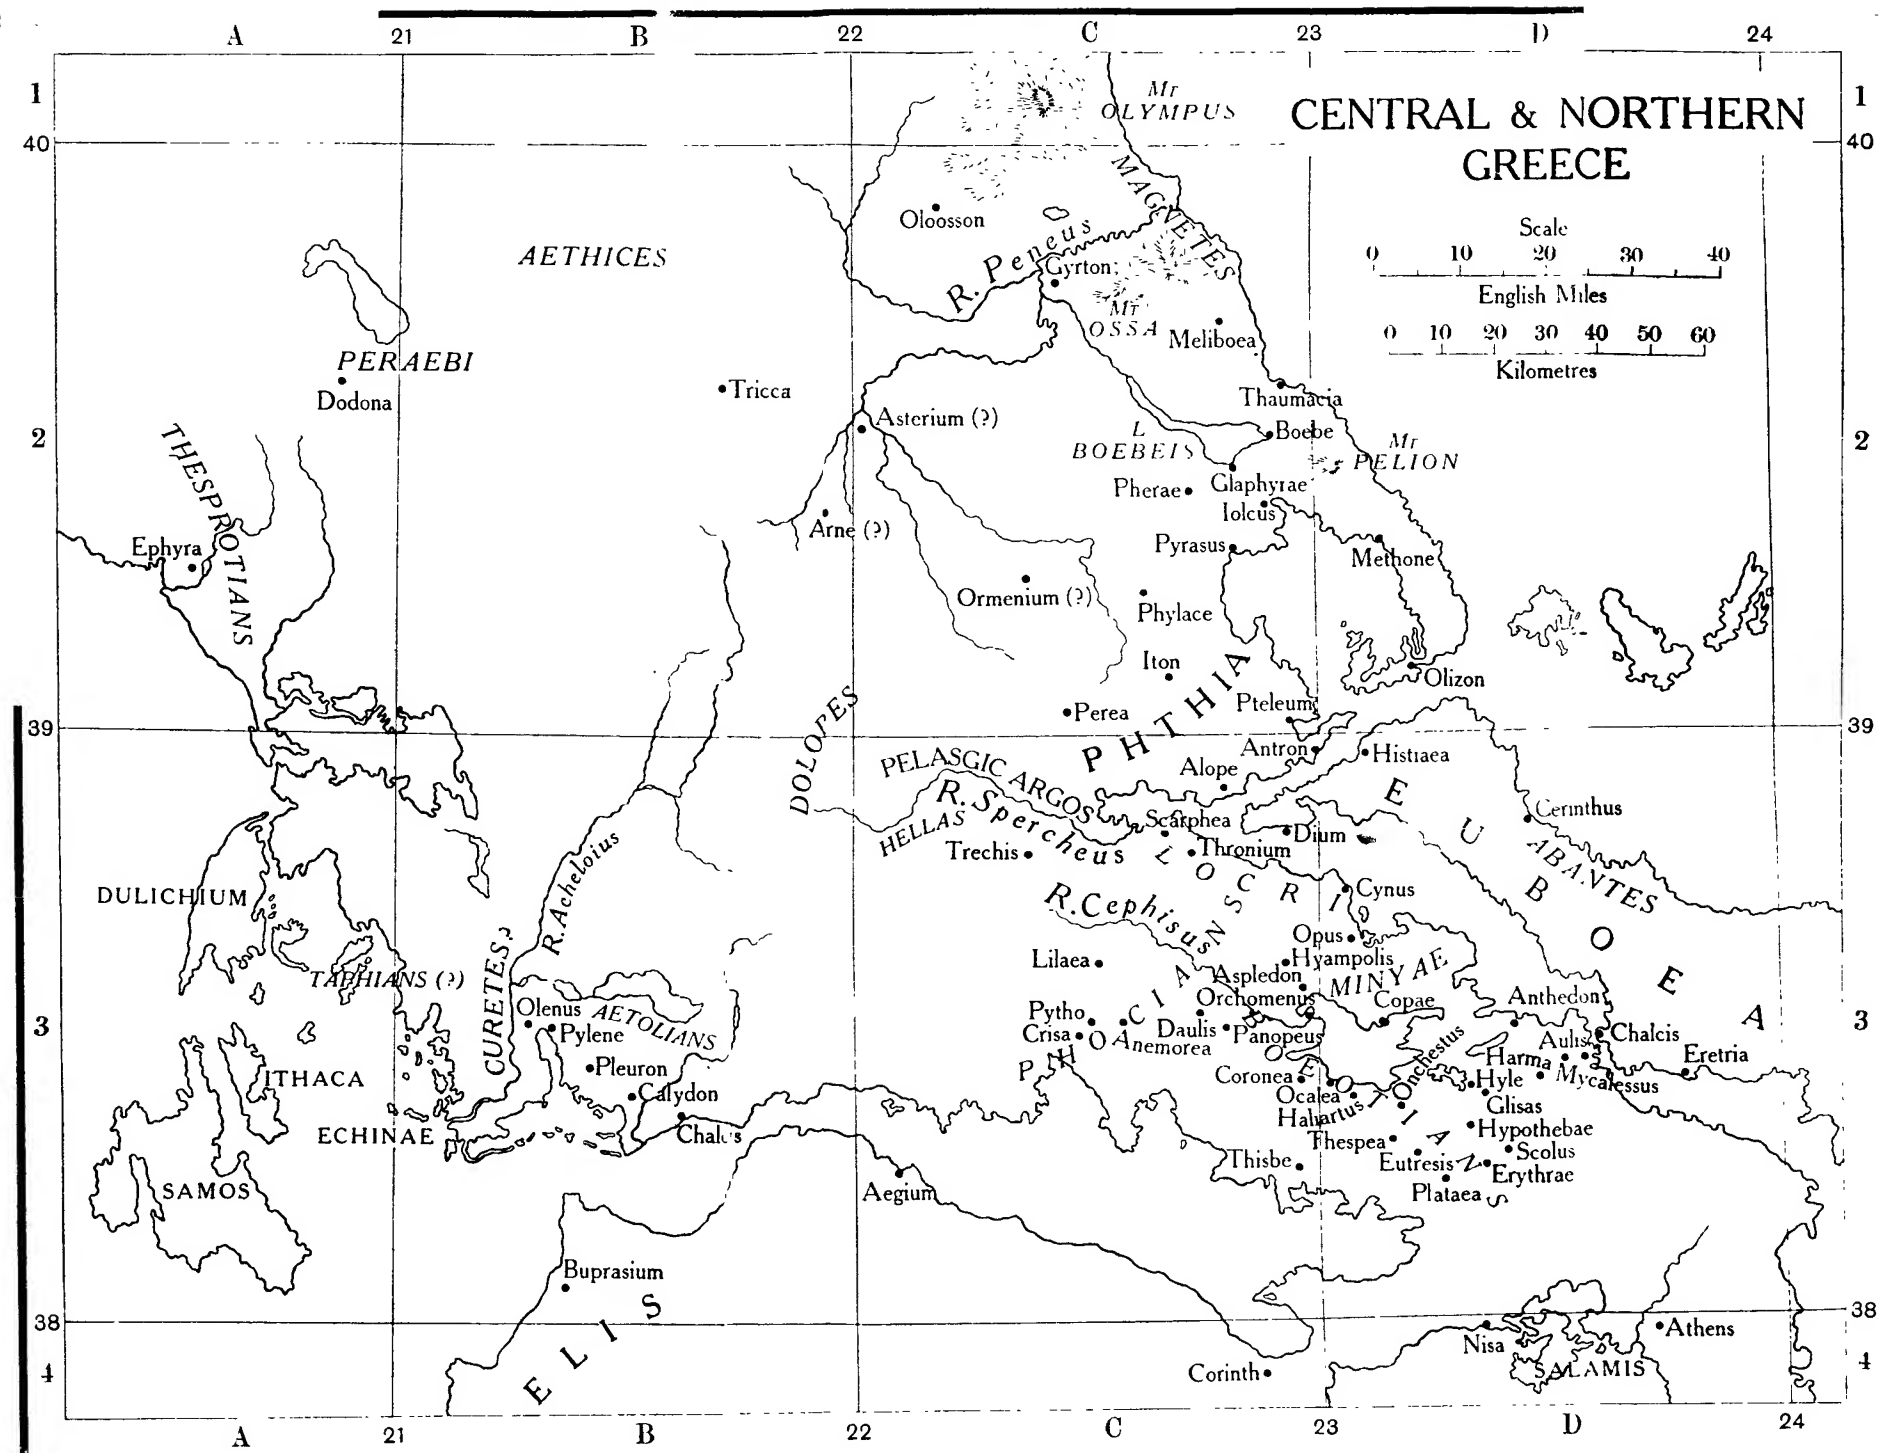 A 21 B 22 C 23 D 24
1 1
40 40
CENTRAL & NORTHERN
GREECE
Scale
0 10 20 30 40
English Miles
0 10 20 30 40 50 60
Kilometres
Mt
OLYMPUS
MAGNETES
Oloosson
R. Peneus
AETHICES
Gyrton
Mt
OSSA
Meliboea
PERAEBI
Dodona
Tricca
Thaumacia
Asterium (?)
Boebe
2 2
L
BOEBEIS
Mt
PELION
THESPROTIANS
Pherae
Glaphyrae
Iolcus
Arne (?)
Ephyra
Pyrasus
Methone
Ormenium (?)
Phylace
Iton
Olizon
PHTHIA
Pteleum
Perea
DOLOPES
39 39
Antron
Histiaea
PELASGIC ARGOS
Alope
R. Spercheus
HELLAS
EUBOEA
Cerinthus
Scarphea
Dium
Trechis
Thronium
ABANTES
LOCRIANS
R. Acheloius
DULICHIUM
Cynus
R. Cephisus
Opus
Hyampolis
Lilaea
TAPHIANS (?)
CURETES?
Aspledon
MINYAE
Orchomenus
Copae
Anthedon
Olenus
AETOLIANS
Pylene
3 3
Pytho
Crisa
Daulis
Panopeus
Anemorea
PHOCIANS
BOEOTIANS
Onchestus
Aulis
Chalcis
Harma
Eretria
Mycalessus
Pleuron
Calydon
ITHACA
Coronea
Hyle
Ocalea
Haliartus
Glisas
ECHINAE
Chalcis
Hypothebae
Thespea
Scolus
Thisbe
Eutresis
Erythrae
SAMOS
Aegium
Plataea
Buprasium
ELIS
38 38
Nisa
Athens
Corinth
SALAMIS
4 4
A 21 B 22 C 23 D 24